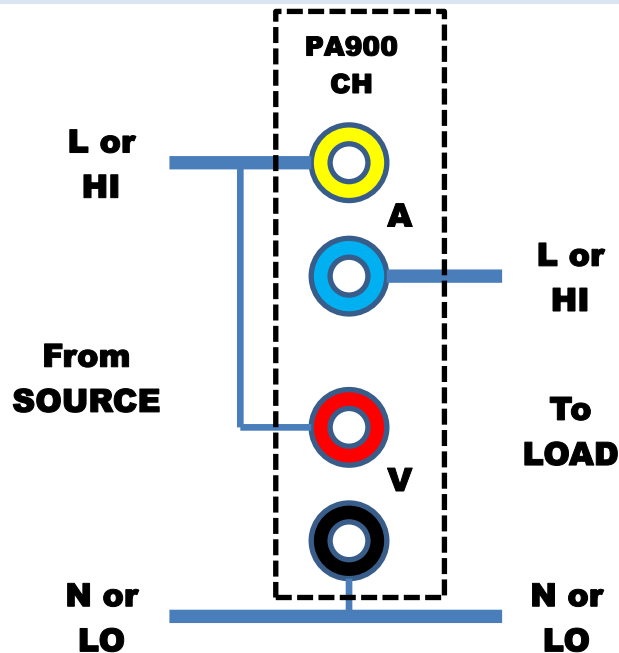 PA900
CH
L or
HI
A
L or
HI
From
SOURCE
To
LOAD
V
N or
LO
N or
LO